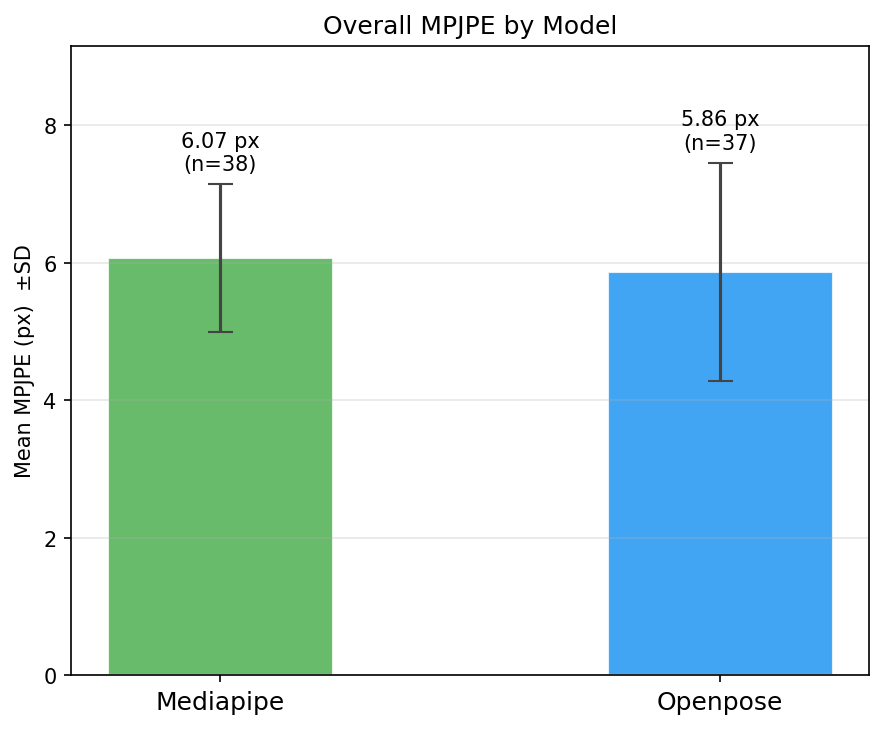 Overall MPJPE by Model
Mean MPJPE (px)  ±SD
8
6
4
2
0
6.07 px
(n=38)
5.86 px
(n=37)
Mediapipe
Openpose